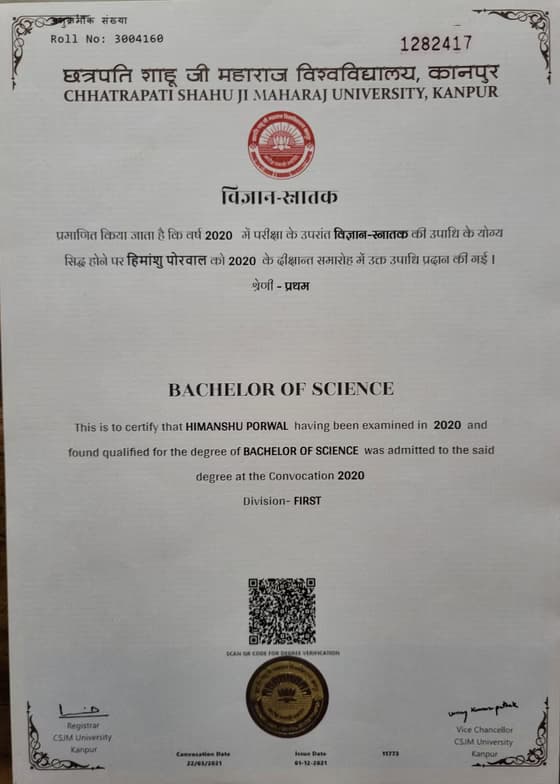 अनुक्रमांक संख्या
Roll No: 3004160
1282417
छत्रपति शाहू जी महाराज विश्वविद्यालय, कानपुर
CHHATRAPATI SHAHU JI MAHARAJ UNIVERSITY, KANPUR
विज्ञान-स्नातक
प्रमाणित किया जाता है कि वर्ष 2020 में परीक्षा के उपरांत विज्ञान-स्नातक की उपाधि के योग्य
सिद्ध होने पर हिमांशु पोरवाल को 2020 के दीक्षान्त समारोह में उक्त उपाधि प्रदान की गई ।
श्रेणी - प्रथम
BACHELOR OF SCIENCE
This is to certify that HIMANSHU PORWAL having been examined in 2020 and
found qualified for the degree of BACHELOR OF SCIENCE was admitted to the said
degree at the Convocation 2020
Division- FIRST
SCAN QR CODE FOR DEGREE VERIFICATION
Registrar
CSJM University
Kanpur
Vice Chancellor
CSJM University
Kanpur
Convocation Date
22/03/2021
Issue Date
01-12-2021
11773